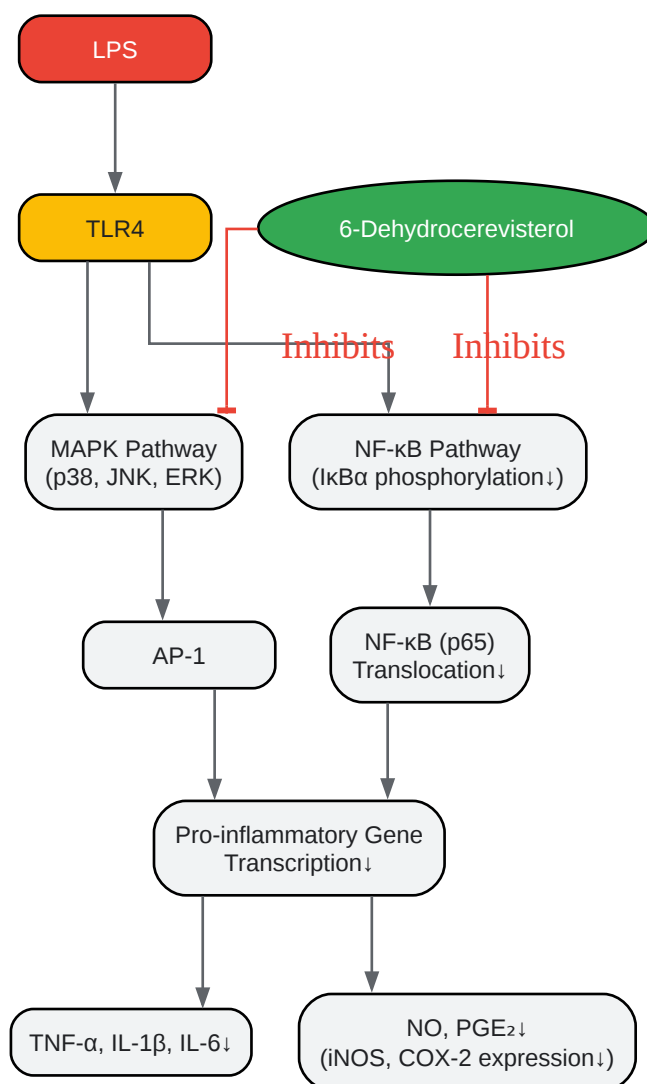 LPS
TLR4
6-Dehydrocerevisterol
Inhibits
Inhibits
MAPK Pathway
(p38, JNK, ERK)
NF-κB Pathway
(IκBα phosphorylation↓)
AP-1
NF-κB (p65)
Translocation↓
Pro-inflammatory Gene
Transcription↓
TNF-α, IL-1β, IL-6↓
NO, PGE₂↓
(iNOS, COX-2 expression↓)